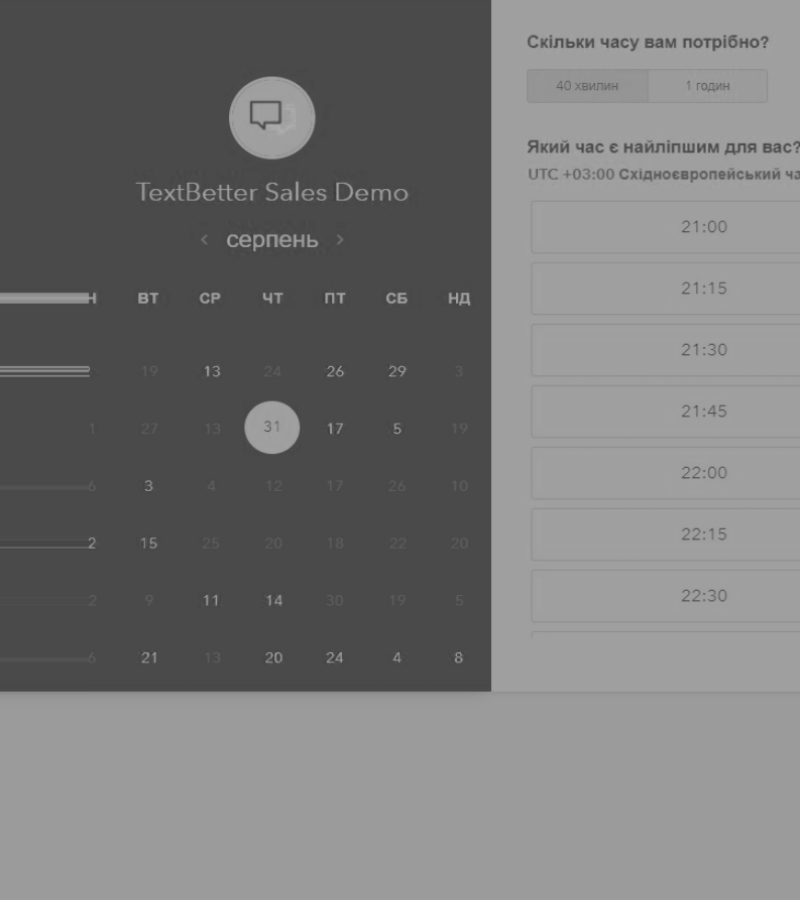 TextBetter Sales Demo
серпень
ВТ СР ЧТ ПТ СБ НД
19 13 24 26 29 3
1 27 13 31 17 5 19
6 3 4 12 17 26 10
2 15 25 20 18 22 20
2 9 11 14 30 19 5
6 21 13 20 24 4 8
Скільки часу вам потрібно?
40 хвилин 1 годин
Який час є найліпшим для вас?
UTC +03:00 Східноєвропейський
21:00
21:15
21:30
21:45
22:00
22:15
22:30